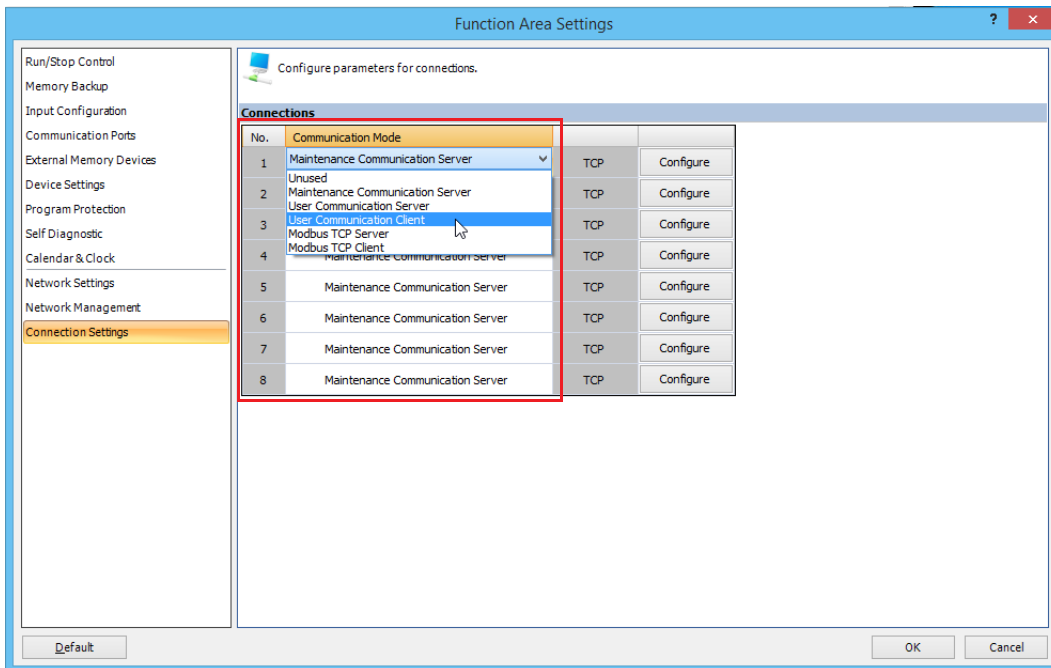 Function Area Settings
?
×
Run/Stop Control
Memory Backup
Input Configuration
Communication Ports
External Memory Devices
Device Settings
Program Protection
Self Diagnostic
Calendar & Clock
Network Settings
Network Management
Connection Settings
Configure parameters for connections.
Connections
No. Communication Mode
1 Maintenance Communication Server TCP Configure
Unused
Maintenance Communication Server
User Communication Server
User Communication Client
Modbus TCP Server
Modbus TCP Client
2 TCP Configure
3 TCP Configure
4 Maintenance Communication Server TCP Configure
5 Maintenance Communication Server TCP Configure
6 Maintenance Communication Server TCP Configure
7 Maintenance Communication Server TCP Configure
8 Maintenance Communication Server TCP Configure
Default
OK
Cancel